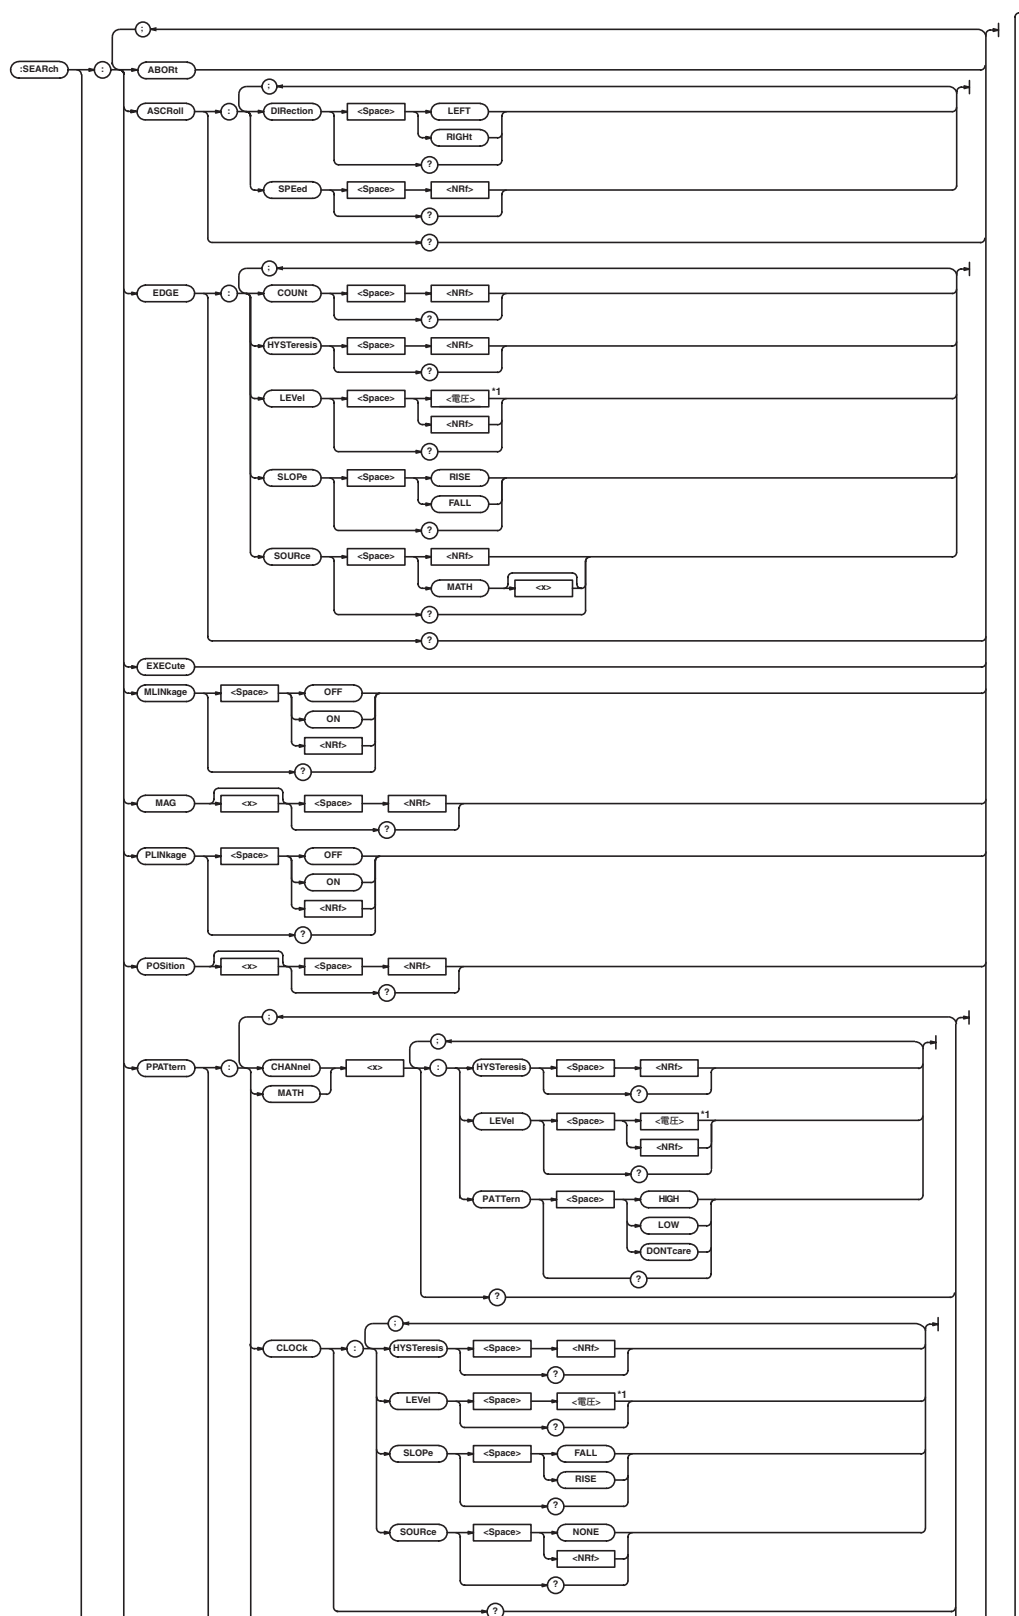 ;
:SEARch : ABORt
;
ASCRoll : DIRection <Space> LEFT
RIGHt
?
SPEed <Space> <NRf>
?
?
;
EDGE : COUNt <Space> <NRf>
?
HYSTeresis <Space> <NRf>
?
LEVel <Space> <電圧> *1
<NRf>
?
SLOPe <Space> RISE
FALL
?
SOURce <Space> <NRf>
MATH <x>
?
?
EXECute
MLINkage <Space> OFF
ON
<NRf>
?
MAG <x> <Space> <NRf>
?
PLINkage <Space> OFF
ON
<NRf>
?
POSition <x> <Space> <NRf>
?
;
;
PPATtern : CHANnel <x> : HYSTeresis <Space> <NRf>
MATH
?
LEVel <Space> <電圧> *1
<NRf>
?
PATTern <Space> HIGH
LOW
DONTcare
?
?
;
CLOCk : HYSTeresis <Space> <NRf>
?
LEVel <Space> <電圧> *1
?
SLOPe <Space> FALL
RISE
?
SOURce <Space> NONE
<NRf>
?
?